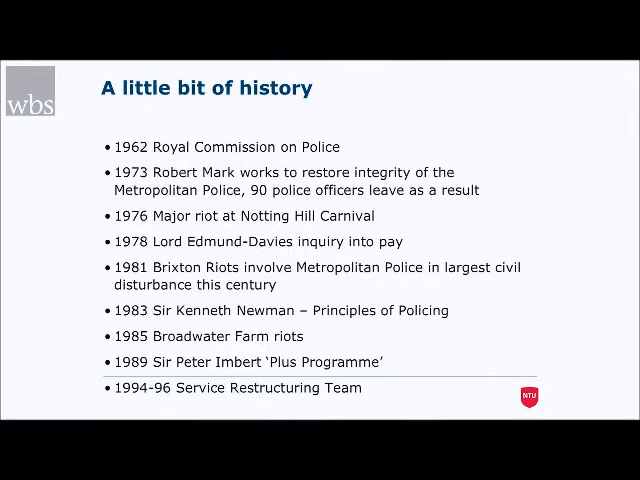 A little bit of history
wbs
• 1962 Royal Commission on Police
• 1973 Robert Mark works to restore integrity of the
Metropolitan Police, 90 police officers leave as a result
• 1976 Major riot at Notting Hill Carnival
• 1978 Lord Edmund-Davies inquiry into pay
• 1981 Brixton Riots involve Metropolitan Police in largest civil
disturbance this century
• 1983 Sir Kenneth Newman – Principles of Policing
• 1985 Broadwater Farm riots
• 1989 Sir Peter Imbert ‘Plus Programme’
• 1994-96 Service Restructuring Team
NTU